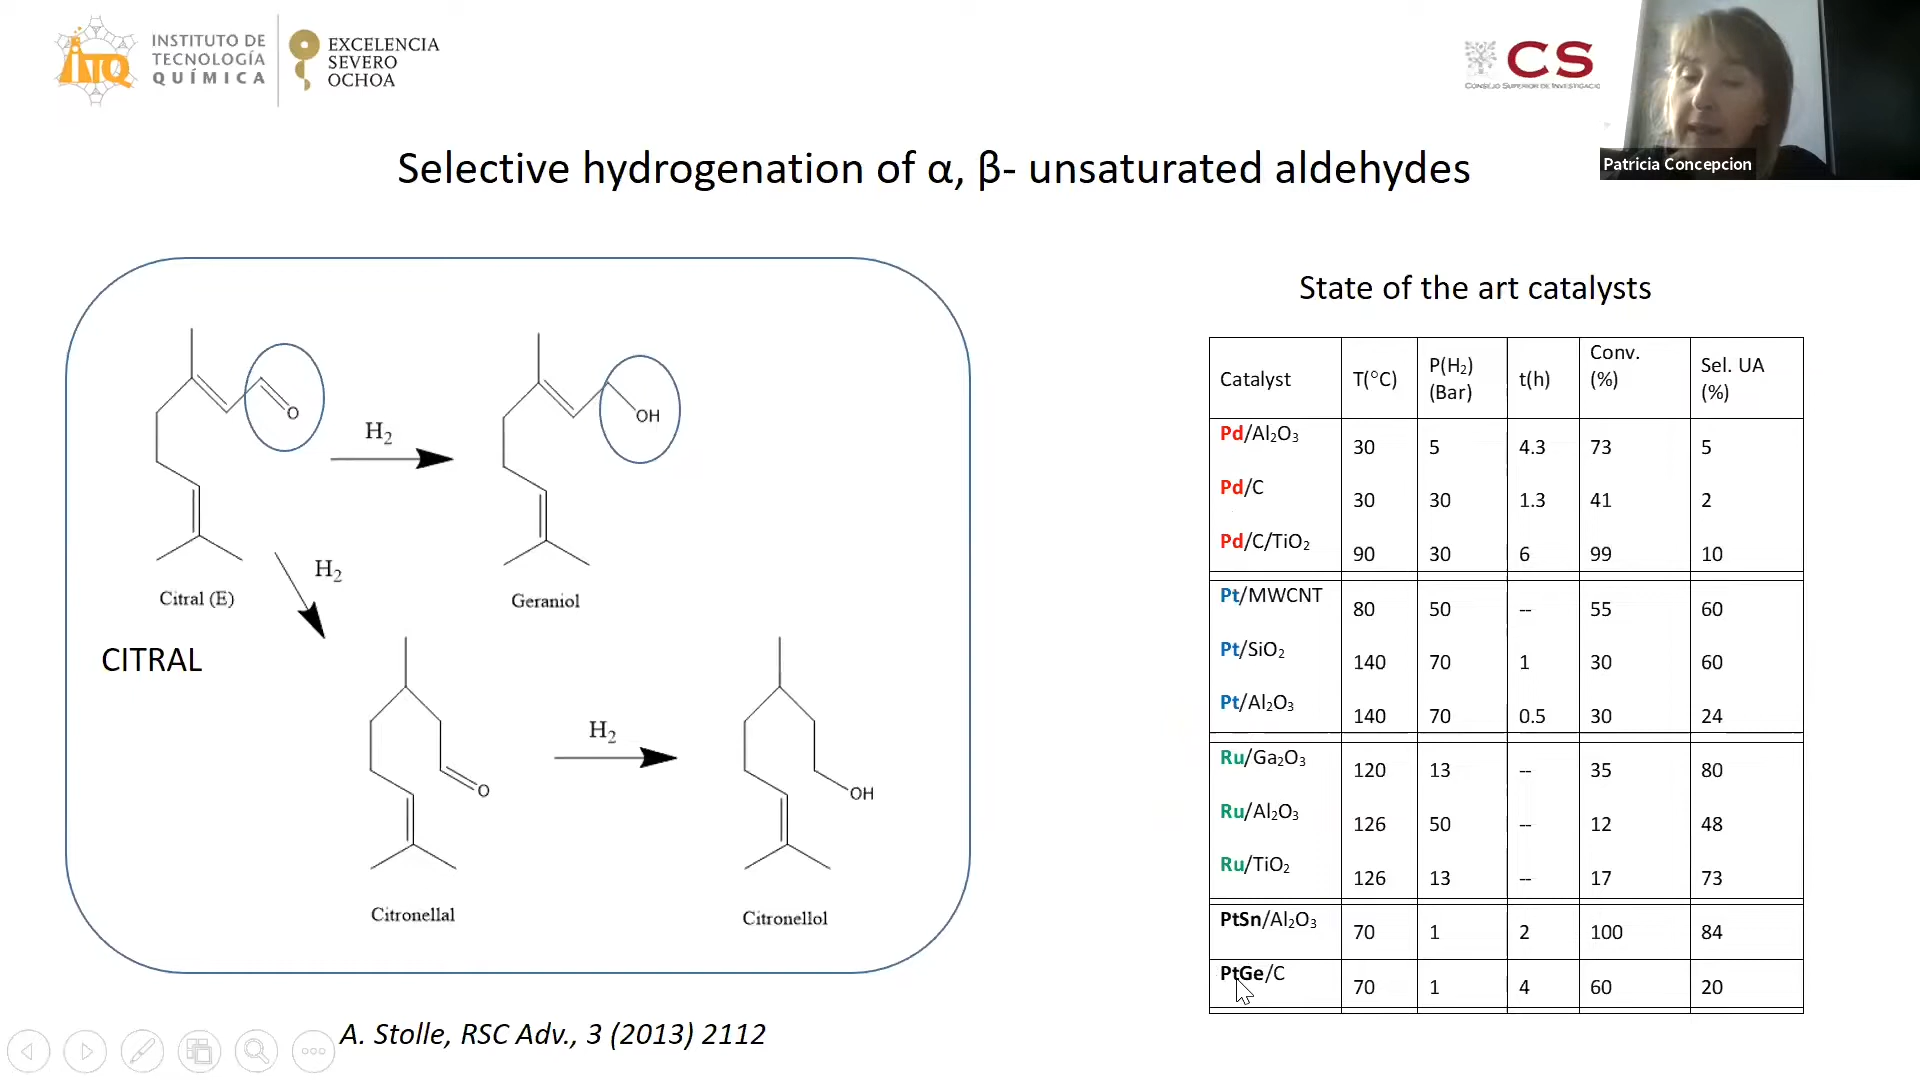 INSTITUTO DE
TECNOLOGÍA
QUÍMICA
EXCELENCIA
SEVERO
OCHOA
iTQ
CS
CONSEJO SUPERIOR DE INVESTIGACIO
Patricia Concepcion
Selective hydrogenation of α, β- unsaturated aldehydes
O
H₂
OH
Citral (E)
H₂
Geraniol
CITRAL
O
H₂
OH
Citronellal
Citronellol
A. Stolle, RSC Adv., 3 (2013) 2112
State of the art catalysts
Catalyst T(°C) P(H₂) (Bar) t(h) Conv. (%) Sel. UA (%)
Pd/Al₂O₃ 30 5 4.3 73 5
Pd/C 30 30 1.3 41 2
Pd/C/TiO₂ 90 30 6 99 10
Pt/MWCNT 80 50 -- 55 60
Pt/SiO₂ 140 70 1 30 60
Pt/Al₂O₃ 140 70 0.5 30 24
Ru/Ga₂O₃ 120 13 -- 35 80
Ru/Al₂O₃ 126 50 -- 12 48
Ru/TiO₂ 126 13 -- 17 73
PtSn/Al₂O₃ 70 1 2 100 84
PtGe/C 70 1 4 60 20